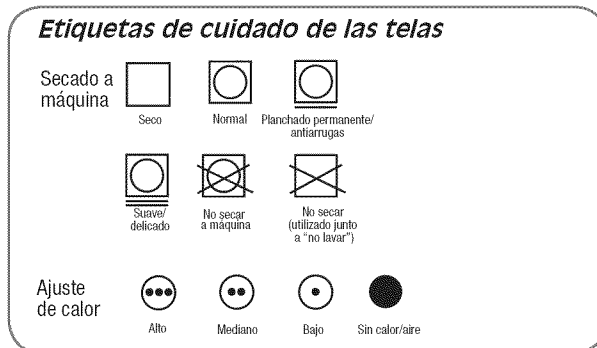 Etiquetas de cuidado de las telas
Secado a
máquina
Seco
Normal
Planchado permanente/
antiarrugas
Suave/
delicado
No secar
a máquina
No secar
(utilizado junto
a "no lavar")
Ajuste
de calor
Alto
Mediano
Bajo
Sin calor/aire